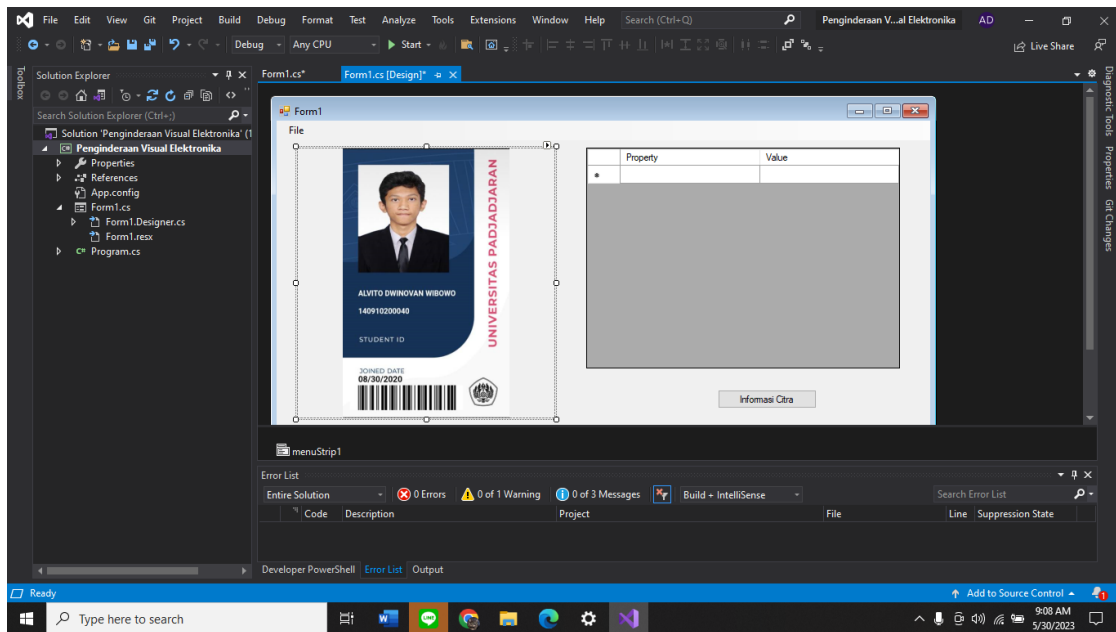 File Edit View Git Project Build Debug Format Test Analyze Tools Extensions Window Help Search (Ctrl+Q) Penginderaan V...al Elektronika AD
Debug Any CPU Start Live Share
Toolbox
Solution Explorer
Search Solution Explorer (Ctrl+;)
Solution 'Penginderaan Visual Elektronika' (1
Penginderaan Visual Elektronika
Properties
References
App.config
Form1.cs
Form1.Designer.cs
Form1.resx
C# Program.cs
Form1.cs* Form1.cs [Design]*
Form1
File
UNIVERSITAS PADJADJARAN
ALVITO DWINOVAN WIBOWO
140910200040
STUDENT ID
JOINED DATE
08/30/2020
Property Value
Informasi Citra
menuStrip1
Error List
Entire Solution 0 Errors 0 of 1 Warning 0 of 3 Messages Build + IntelliSense Search Error List
Code Description Project File Line Suppression State
Developer PowerShell Error List Output
Diagnostic Tools Properties Git Changes
Ready Add to Source Control 1
Type here to search LINE 9:08 AM
5/30/2023